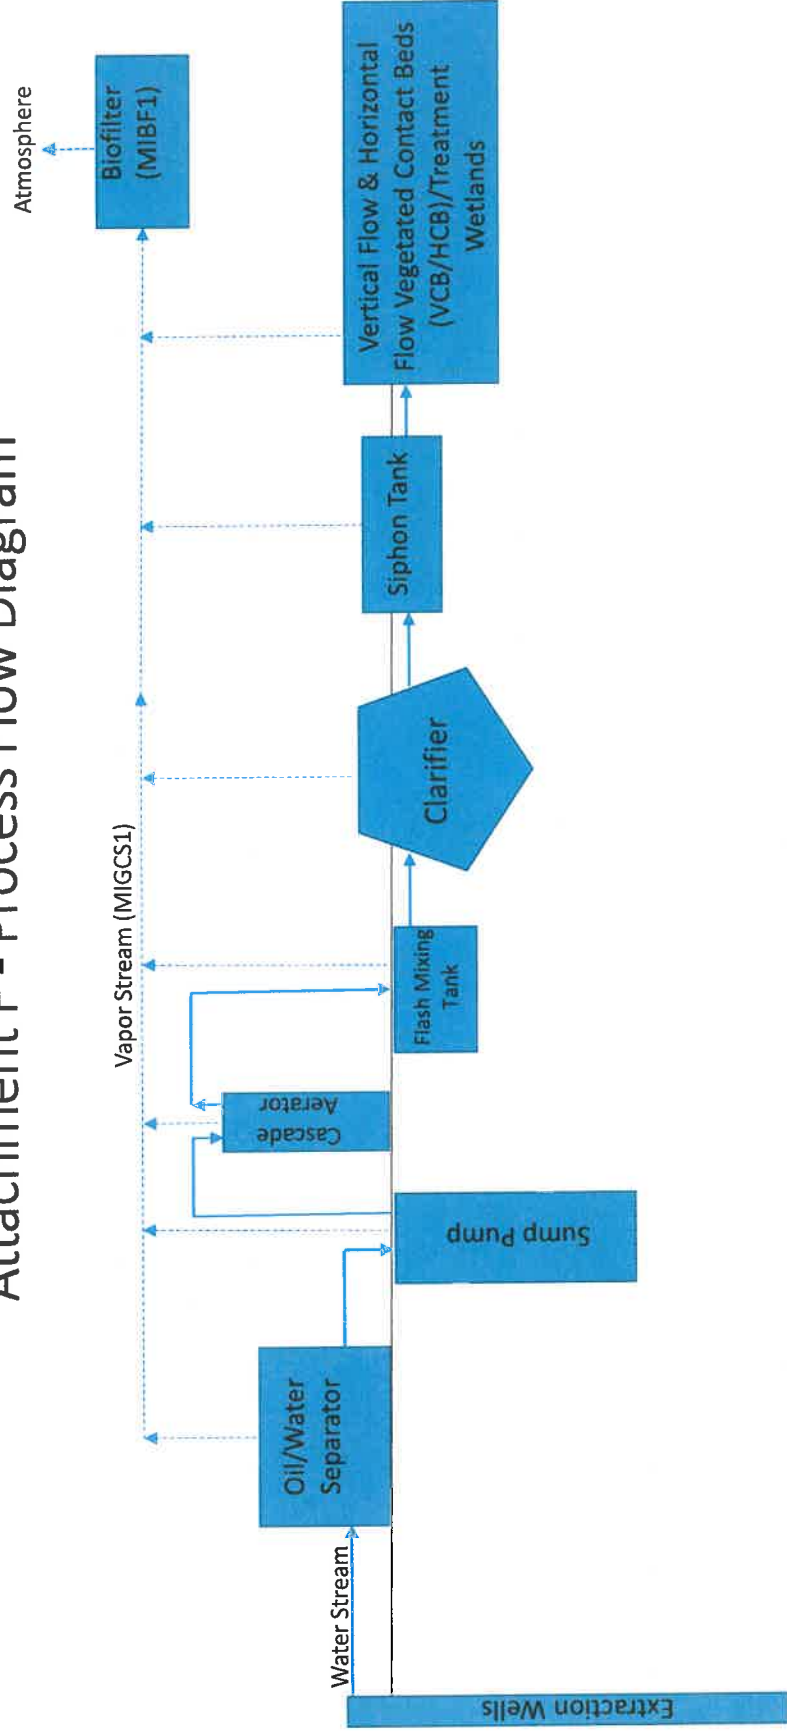 Attachment F - Process Flow Diagram
Atmosphere
Biofilter
(MIBF1)
Vapor Stream (MIGCS1)
Water Stream
Extraction Wells
Oil/Water
Separator
Sump Pump
Cascade
Aerator
Flash Mixing
Tank
Clarifier
Siphon Tank
Vertical Flow & Horizontal
Flow Vegetated Contact Beds
(VCB/HCB)/Treatment
Wetlands